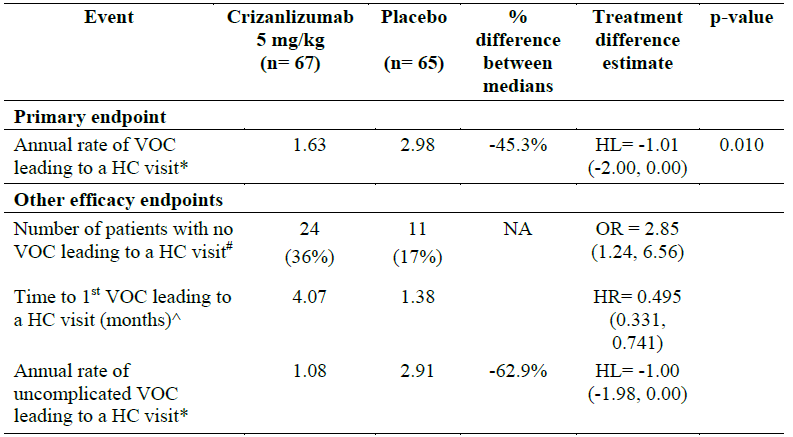 Event Crizanlizumab 5 mg/kg (n= 67) Placebo (n= 65) % difference between medians Treatment difference estimate p-value
Primary endpoint
Annual rate of VOC 1.63 2.98 -45.3% HL= -1.01 0.010
leading to a HC visit* (-2.00, 0.00)
Other efficacy endpoints
Number of patients with no 24 11 NA OR = 2.85
VOC leading to a HC visit# (36%) (17%) (1.24, 6.56)
Time to 1st VOC leading to 4.07 1.38 HR= 0.495
a HC visit (months)^ (0.331,
0.741)
Annual rate of 1.08 2.91 -62.9% HL= -1.00
uncomplicated VOC (-1.98, 0.00)
leading to a HC visit*